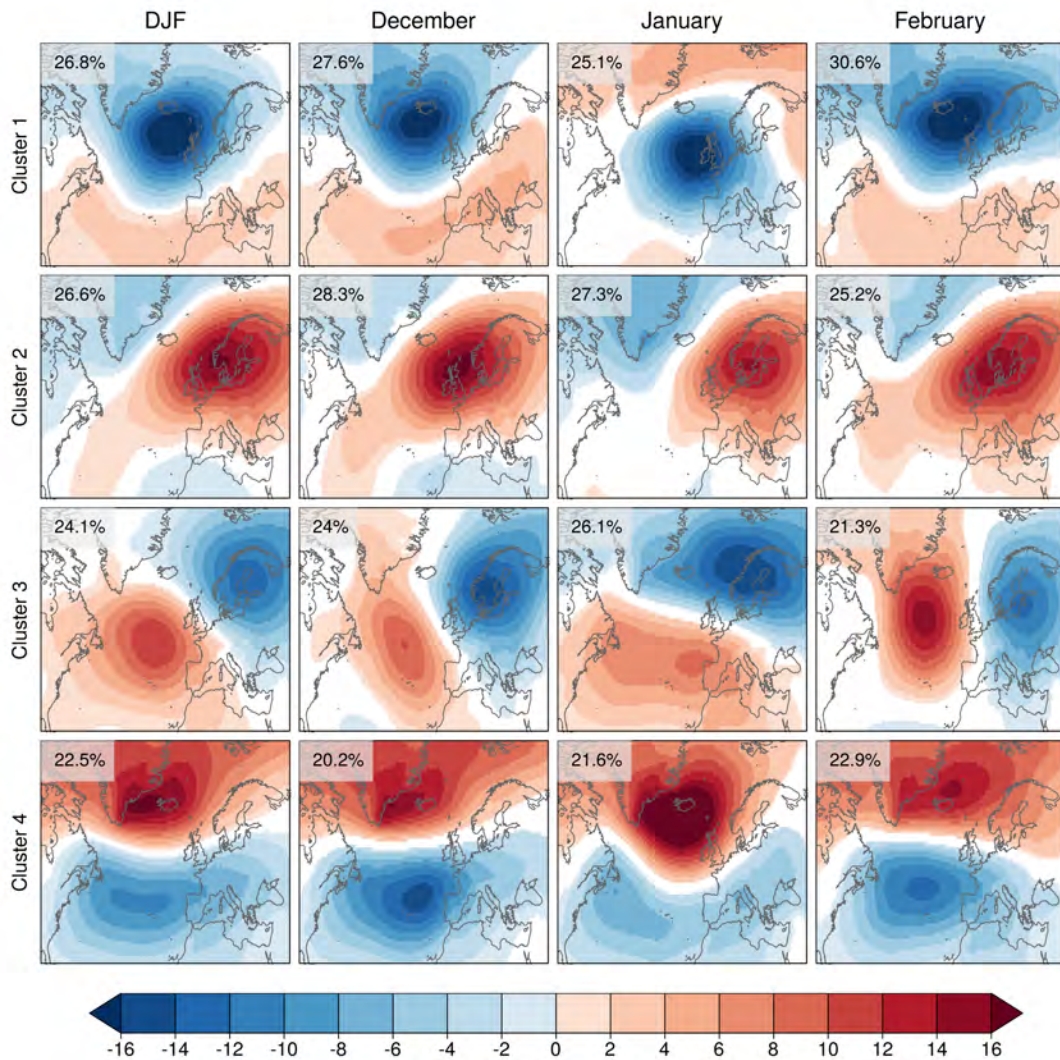 DJF December January February
Cluster 1
26.8% 27.6% 25.1% 30.6%
Cluster 2
26.6% 28.3% 27.3% 25.2%
Cluster 3
24.1% 24% 26.1% 21.3%
Cluster 4
22.5% 20.2% 21.6% 22.9%
-16 -14 -12 -10 -8 -6 -4 -2 0 2 4 6 8 10 12 14 16